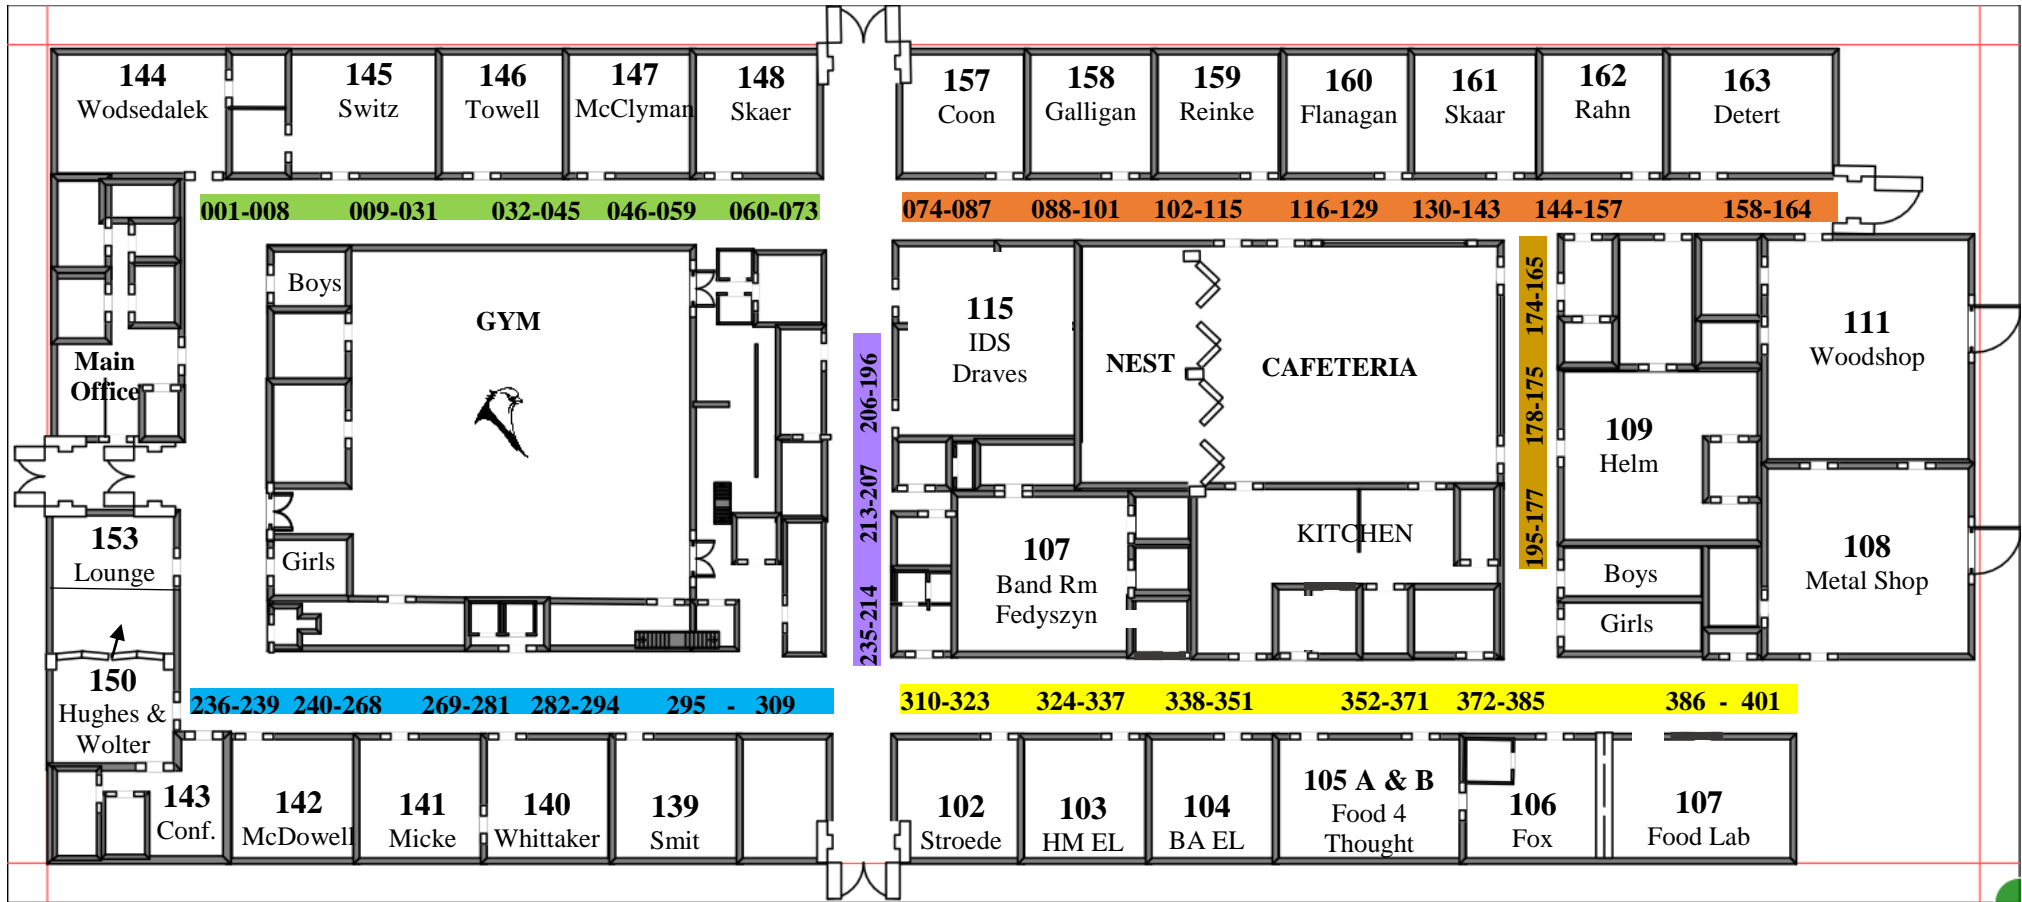 144
Wodsedalek
145
Switz
146
Towell
147
McClyman
148
Skaer
157
Coon
158
Galligan
159
Reinke
160
Flanagan
161
Skaar
162
Rahn
163
Detert
001-008 009-031 032-045 046-059 060-073
074-087 088-101 102-115 116-129 130-143 144-157 158-164
Main
Office
Boys
GYM
Girls
206-196
213-207
235-214
115
IDS
Draves
NEST
CAFETERIA
174-165
178-175
195-177
111
Woodshop
109
Helm
153
Lounge
107
Band Rm
Fedyszyn
KITCHEN
Boys
Girls
108
Metal Shop
150
Hughes &
Wolter
236-239 240-268 269-281 282-294 295 - 309
310-323 324-337 338-351 352-371 372-385 386 - 401
143
Conf.
142
McDowell
141
Micke
140
Whittaker
139
Smit
102
Stroede
103
HM EL
104
BA EL
105 A & B
Food 4
Thought
106
Fox
107
Food Lab